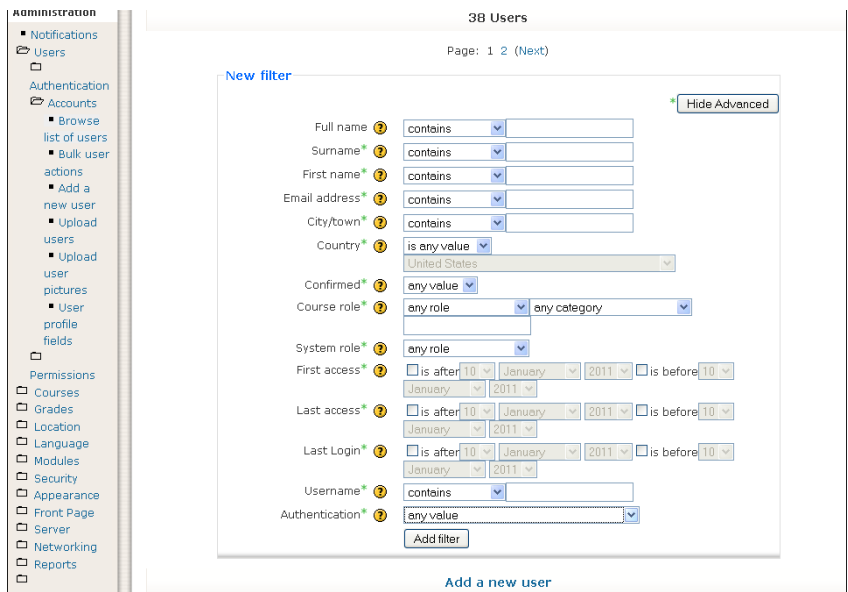 Administration
Notifications
Users
Authentication
Accounts
Browse
list of users
Bulk user
actions
Add a
new user
Upload
users
Upload
user
pictures
User
profile
fields
Permissions
Courses
Grades
Location
Language
Modules
Security
Appearance
Front Page
Server
Networking
Reports
38 Users
Page: 1 2 (Next)
New filter
* Hide Advanced
Full name ? contains
Surname* ? contains
First name* ? contains
Email address* ? contains
City/town* ? contains
Country* ? is any value
United States
Confirmed* ? any value
Course role* ? any role any category
System role* ? any role
First access* ? is after 10 January 2011 is before 10
January 2011
Last access* ? is after 10 January 2011 is before 10
January 2011
Last Login* ? is after 10 January 2011 is before 10
January 2011
Username* ? contains
Authentication* ? any value
Add filter
Add a new user